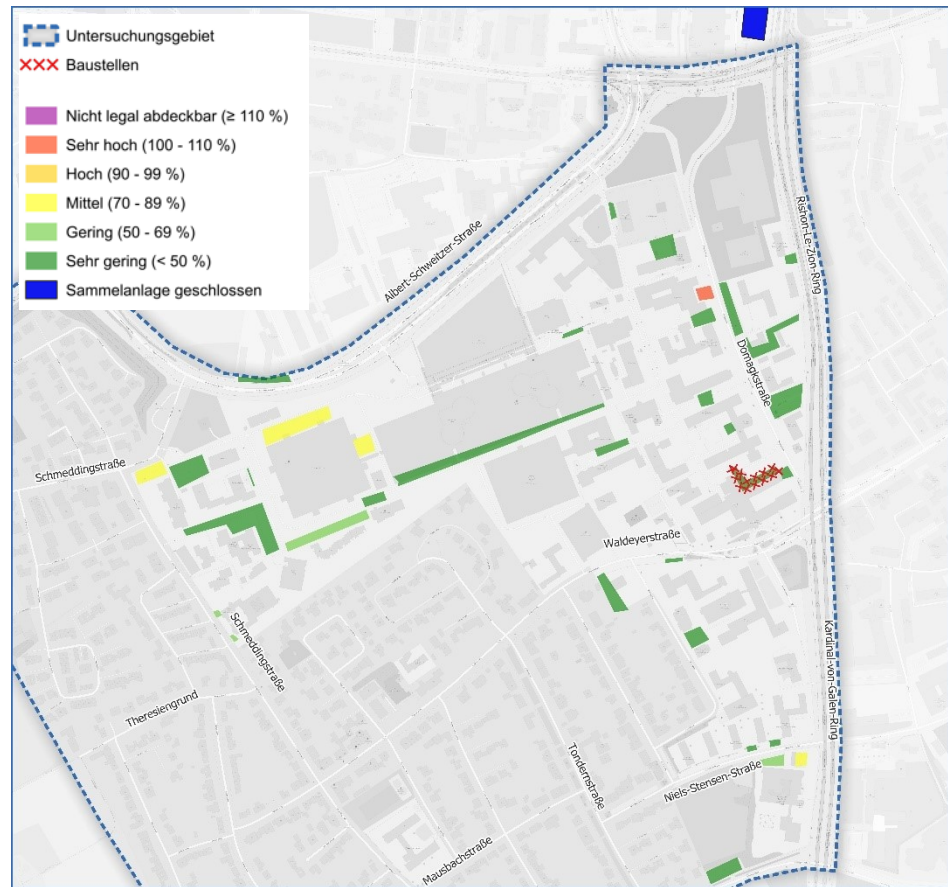 Untersuchungsgebiet
Baustellen
Nicht legal abdeckbar (≥ 110 %)
Sehr hoch (100 - 110 %)
Hoch (90 - 99 %)
Mittel (70 - 89 %)
Gering (50 - 69 %)
Sehr gering (< 50 %)
Sammelanlage geschlossen
Albert-Schweitzer-Straße
Rishon-Le-Zion-Ring
Domagkstraße
Schmeddingstraße
Waldeyerstraße
Schmeddingstraße
Kardinal-von-Galen-Ring
Theresiengrund
Tondernstraße
Niels-Stensen-Straße
Mausbachstraße